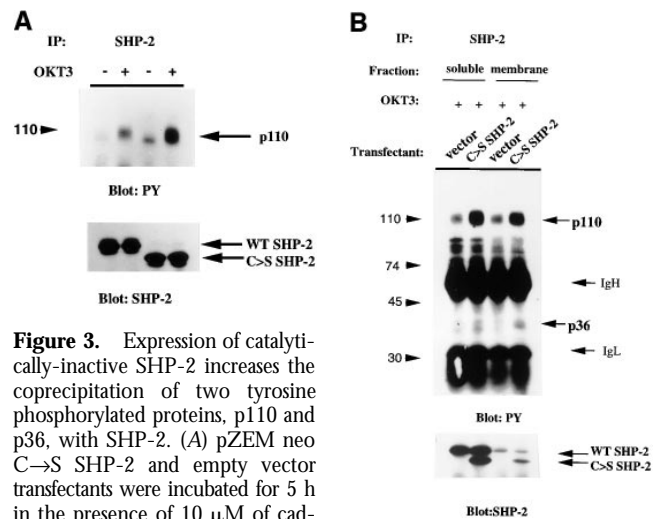 A
IP: SHP-2
OKT3 - + - +
110
p110
Blot: PY
WT SHP-2
C>S SHP-2
Blot: SHP-2
Figure 3. Expression of catalyti-
cally-inactive SHP-2 increases the
coprecipitation of two tyrosine
phosphorylated proteins, p110 and
p36, with SHP-2. (A) pZEM neo
C→S SHP-2 and empty vector
transfectants were incubated for 5 h
in the presence of 10 μM of cad-
B
IP: SHP-2
Fraction: soluble membrane
OKT3: + + + +
Transfectant: vector C>S SHP-2 vector C>S SHP-2
110
p110
74
IgH
45
p36
30
IgL
Blot: PY
WT SHP-2
C>S SHP-2
Blot:SHP-2